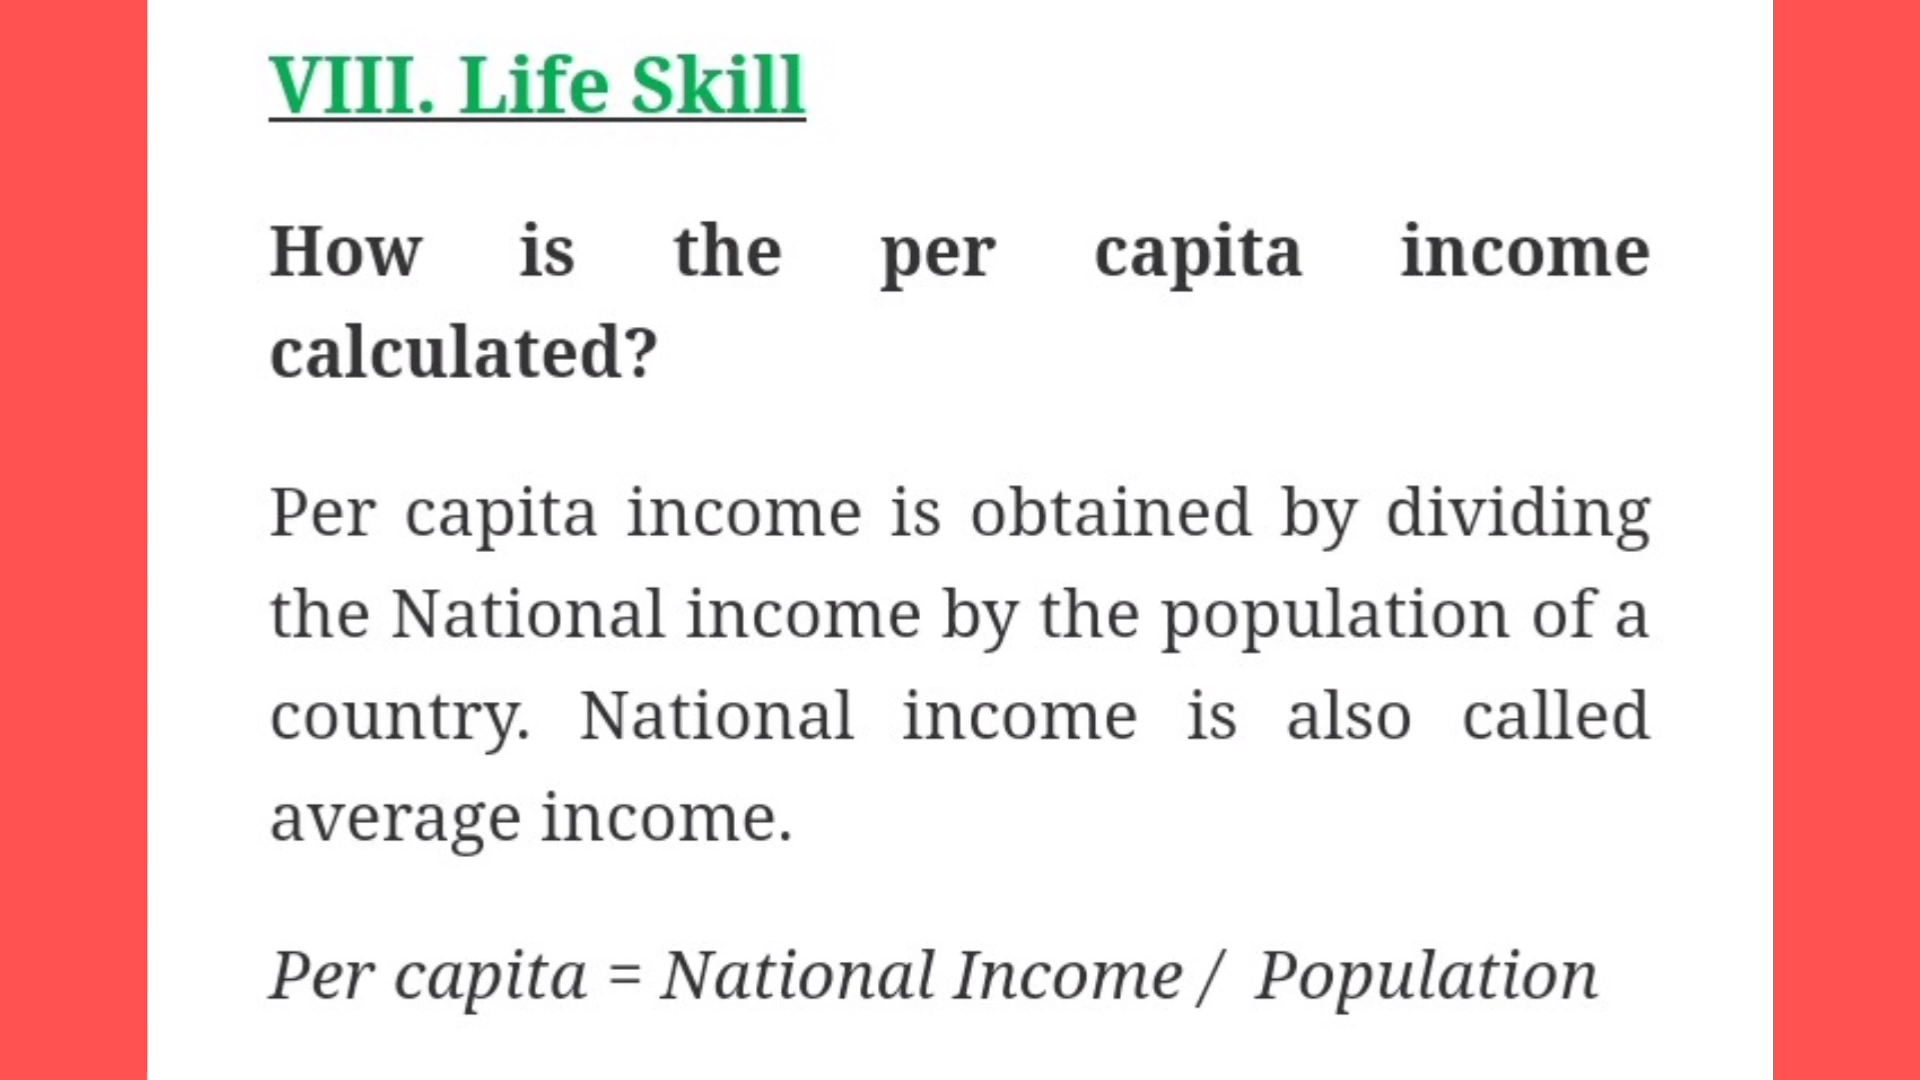 VIII. Life Skill
How is the per capita income
calculated?
Per capita income is obtained by dividing
the National income by the population of a
country. National income is also called
average income.
Per capita = National Income / Population